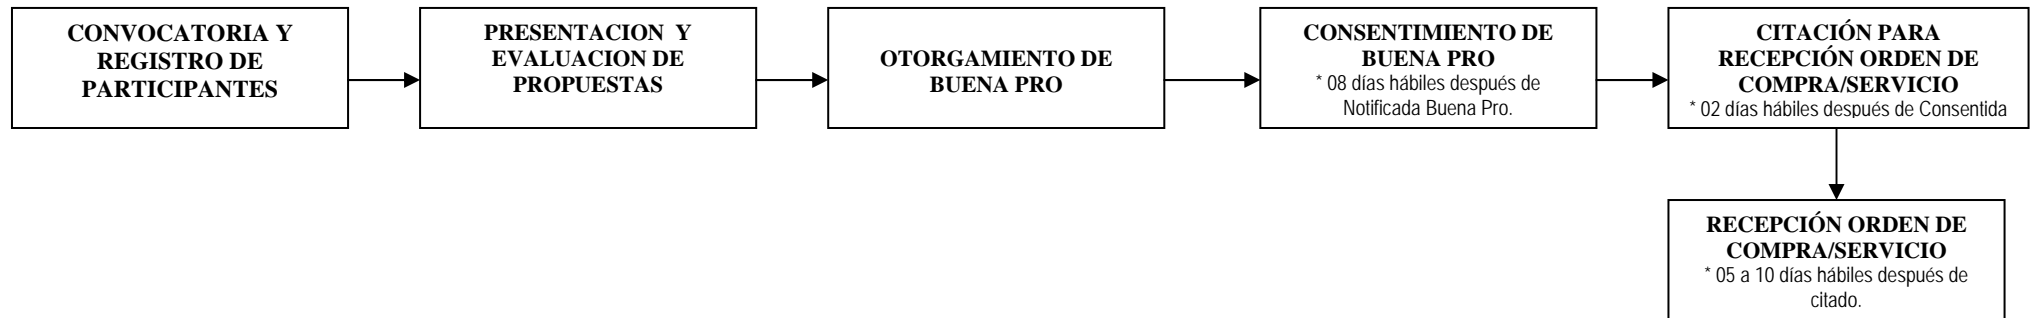 CONVOCATORIA Y
REGISTRO DE
PARTICIPANTES
PRESENTACION Y
EVALUACION DE
PROPUESTAS
OTORGAMIENTO DE
BUENA PRO
CONSENTIMIENTO DE
BUENA PRO
* 08 días hábiles después de
Notificada Buena Pro.
CITACIÓN PARA
RECEPCIÓN ORDEN DE
COMPRA/SERVICIO
* 02 días hábiles después de Consentida
RECEPCIÓN ORDEN DE
COMPRA/SERVICIO
* 05 a 10 días hábiles después de
citado.